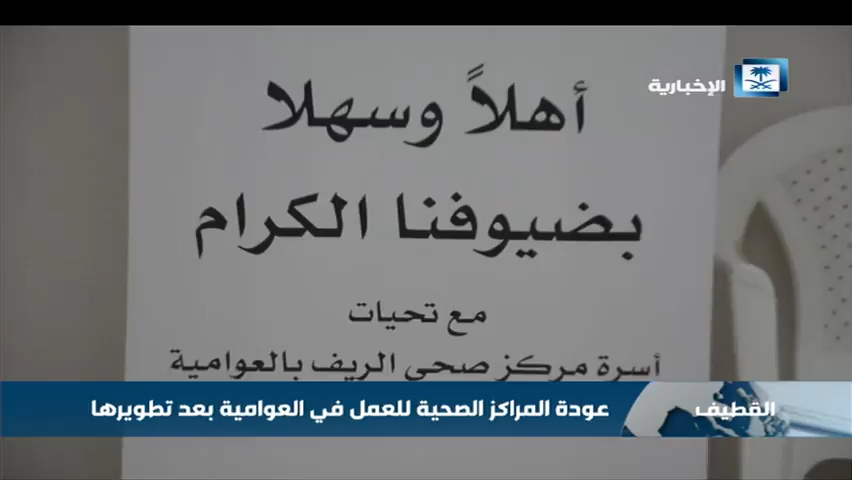 الإخبارية
أهلاً وسهلا
بضيوفنا الكرام
مع تحيات
أسرة مركز صحي الريف بالعوامية
القطيف
عودة المراكز الصحية للعمل في العوامية بعد تطويرها